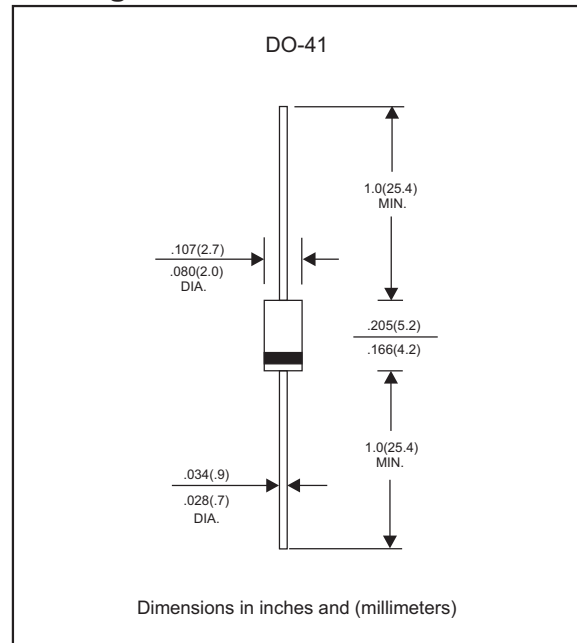 DO-41
1.0(25.4)
MIN.
.107(2.7)
.080(2.0)
DIA.
.205(5.2)
.166(4.2)
1.0(25.4)
MIN.
.034(.9)
.028(.7)
DIA.
Dimensions in inches and (millimeters)